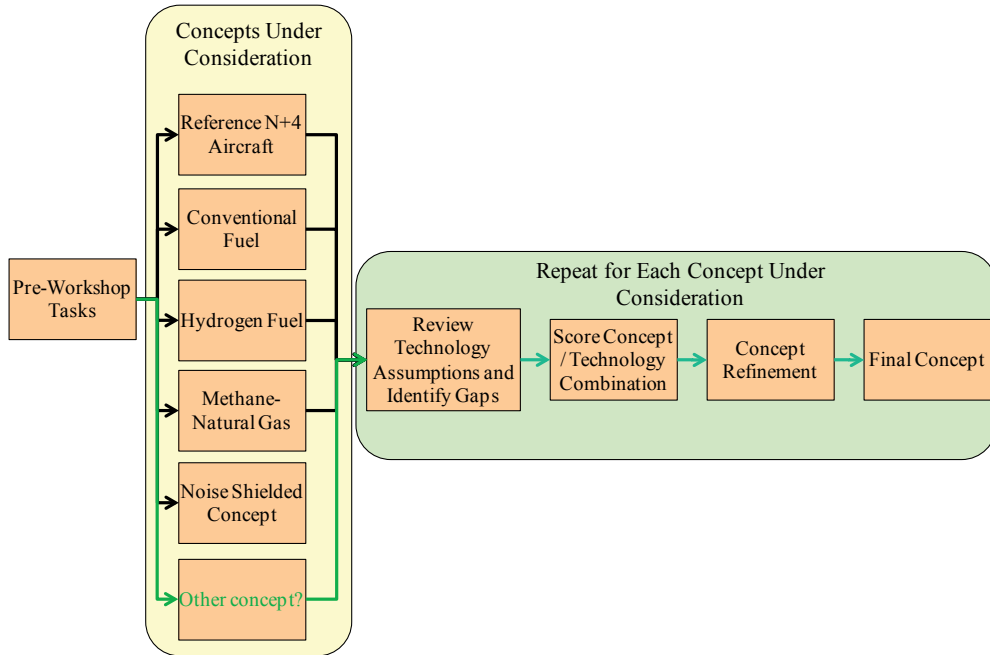 Concepts Under
Consideration
Reference N+4
Aircraft
Conventional
Fuel
Pre-Workshop
Tasks
Hydrogen Fuel
Methane-
Natural Gas
Noise Shielded
Concept
Other concept?
Repeat for Each Concept Under
Consideration
Review
Technology
Assumptions and
Identify Gaps
Score Concept
/ Technology
Combination
Concept
Refinement
Final Concept